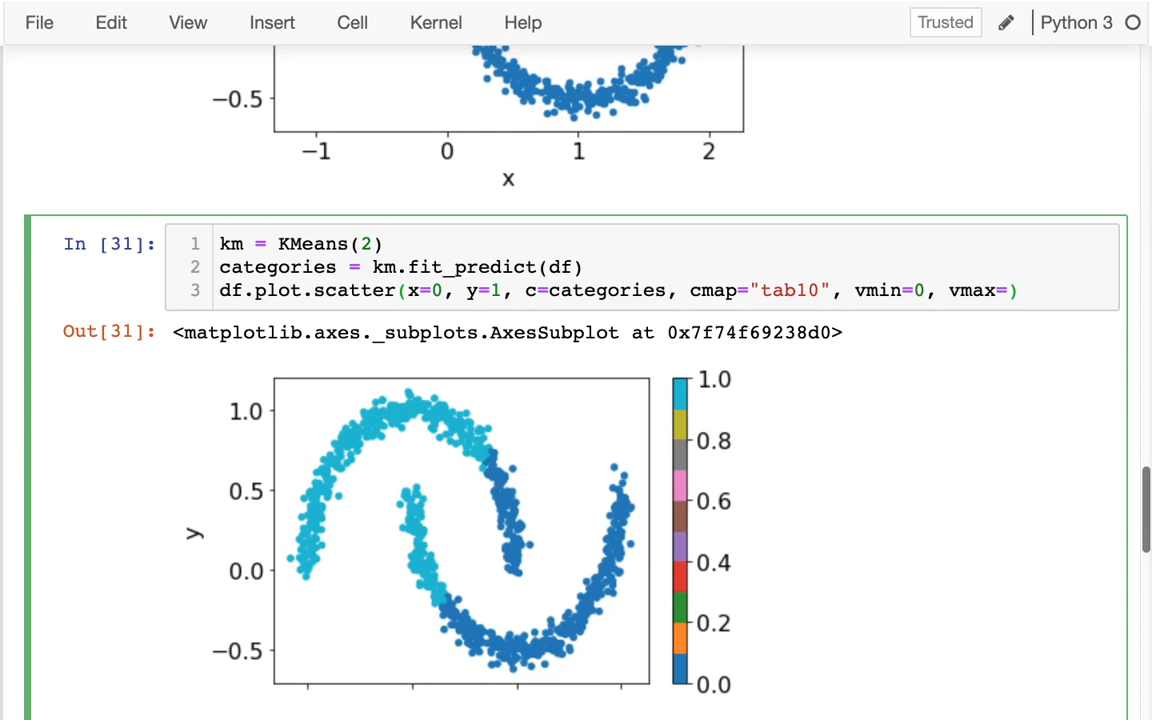 File Edit View Insert Cell Kernel Help Trusted Python 3
−0.5
−1 0 1 2
x
In [31]:
1 km = KMeans(2)
2 categories = km.fit_predict(df)
3 df.plot.scatter(x=0, y=1, c=categories, cmap="tab10", vmin=0, vmax=)
Out[31]: <matplotlib.axes._subplots.AxesSubplot at 0x7f74f69238d0>
1.0
0.5
0.0
−0.5
y
1.0
0.8
0.6
0.4
0.2
0.0